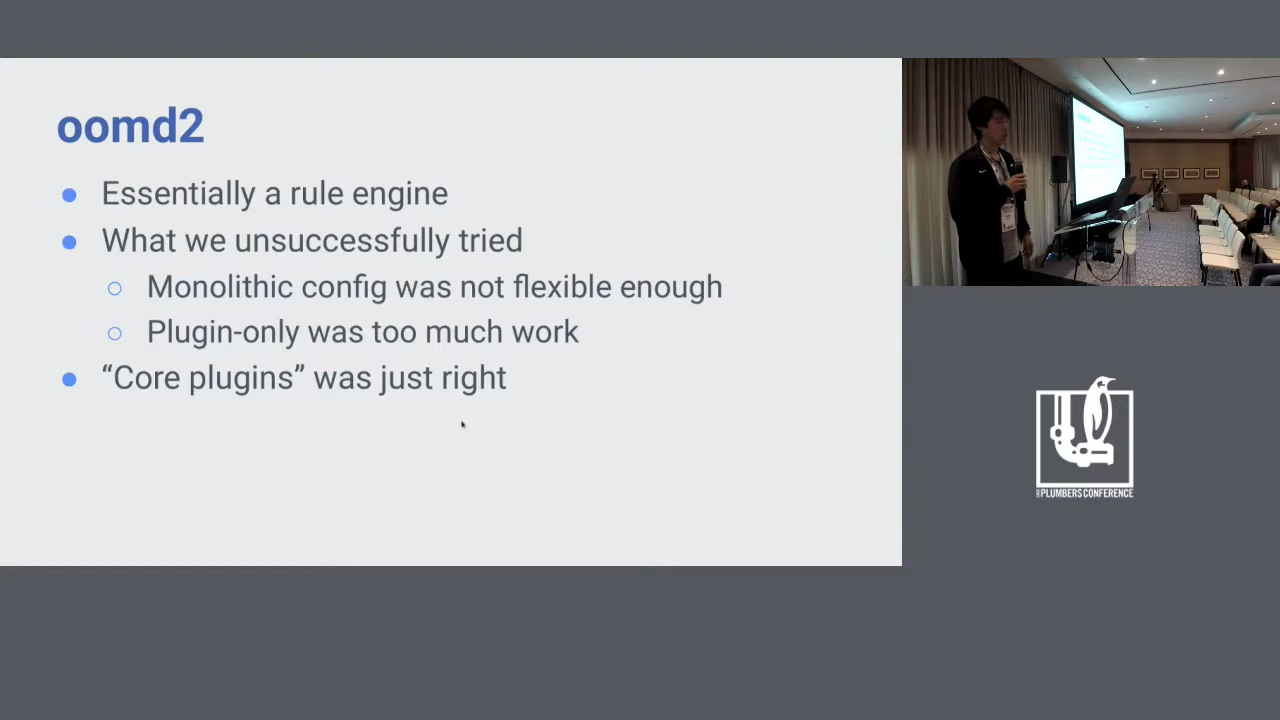 oomd2
● Essentially a rule engine
● What we unsuccessfully tried
○ Monolithic config was not flexible enough
○ Plugin-only was too much work
● “Core plugins” was just right
PLUMBERS CONFERENCE